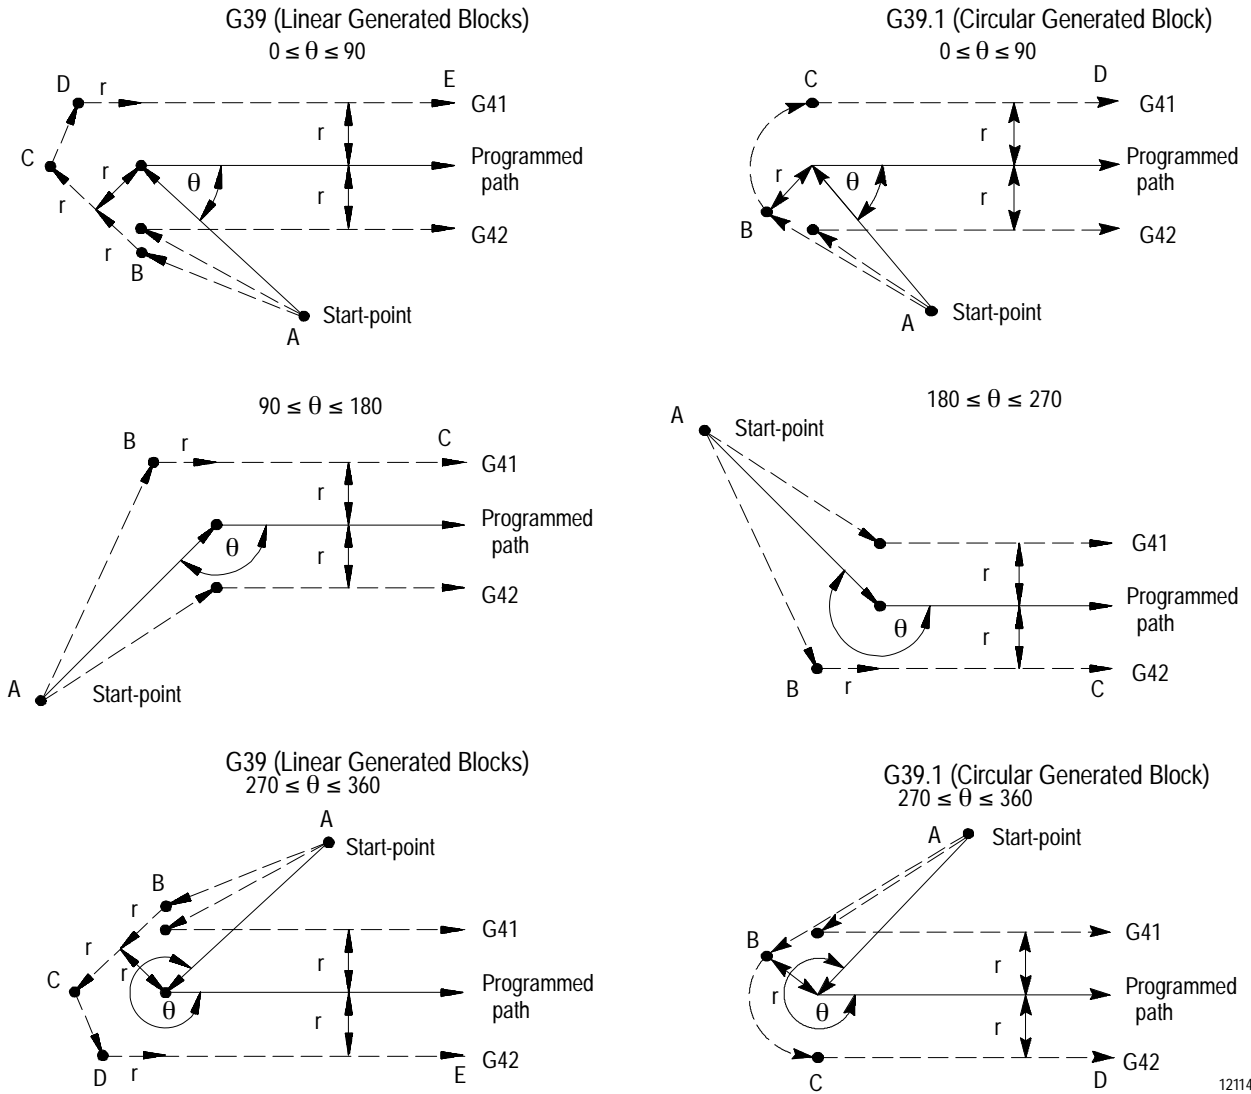 G39 (Linear Generated Blocks)
0 ≤ θ ≤ 90
D
r
E
G41
C
r
r
r
θ
r
r
Programmed
path
G42
B
A
Start-point
G39.1 (Circular Generated Block)
0 ≤ θ ≤ 90
C
D
G41
r
r
θ
r
Programmed
path
B
G42
A
Start-point
90 ≤ θ ≤ 180
B
r
C
G41
r
θ
r
Programmed
path
G42
A
Start-point
180 ≤ θ ≤ 270
A
Start-point
G41
r
θ
r
Programmed
path
B
r
C
G42
G39 (Linear Generated Blocks)
270 ≤ θ ≤ 360
A
Start-point
B
r
r
G41
r
r
C
θ
Programmed
path
r
D
r
E
G42
G39.1 (Circular Generated Block)
270 ≤ θ ≤ 360
A
Start-point
B
G41
r
r
θ
Programmed
path
r
C
D
G42
12114